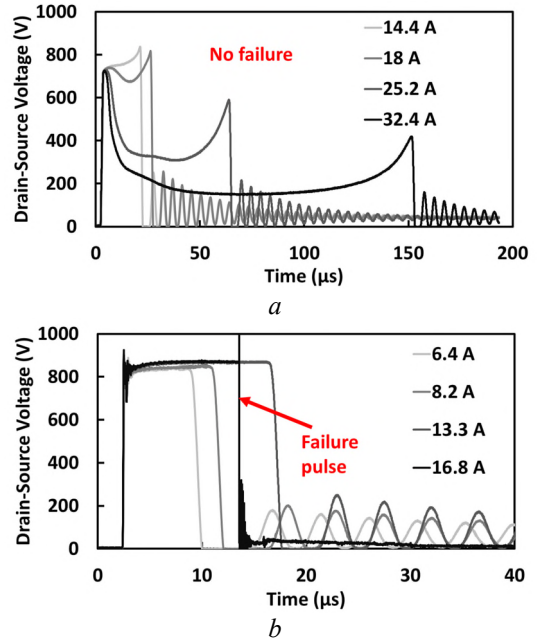 1000
800
600
400
200
0
Drain-Source Voltage (V)
No failure
14.4 A
18 A
25.2 A
32.4 A
0 50 100 150 200
Time (μs)
a
1000
800
600
400
200
0
Drain-Source Voltage (V)
6.4 A
8.2 A
13.3 A
16.8 A
Failure
pulse
0 10 20 30 40
Time (μs)
b